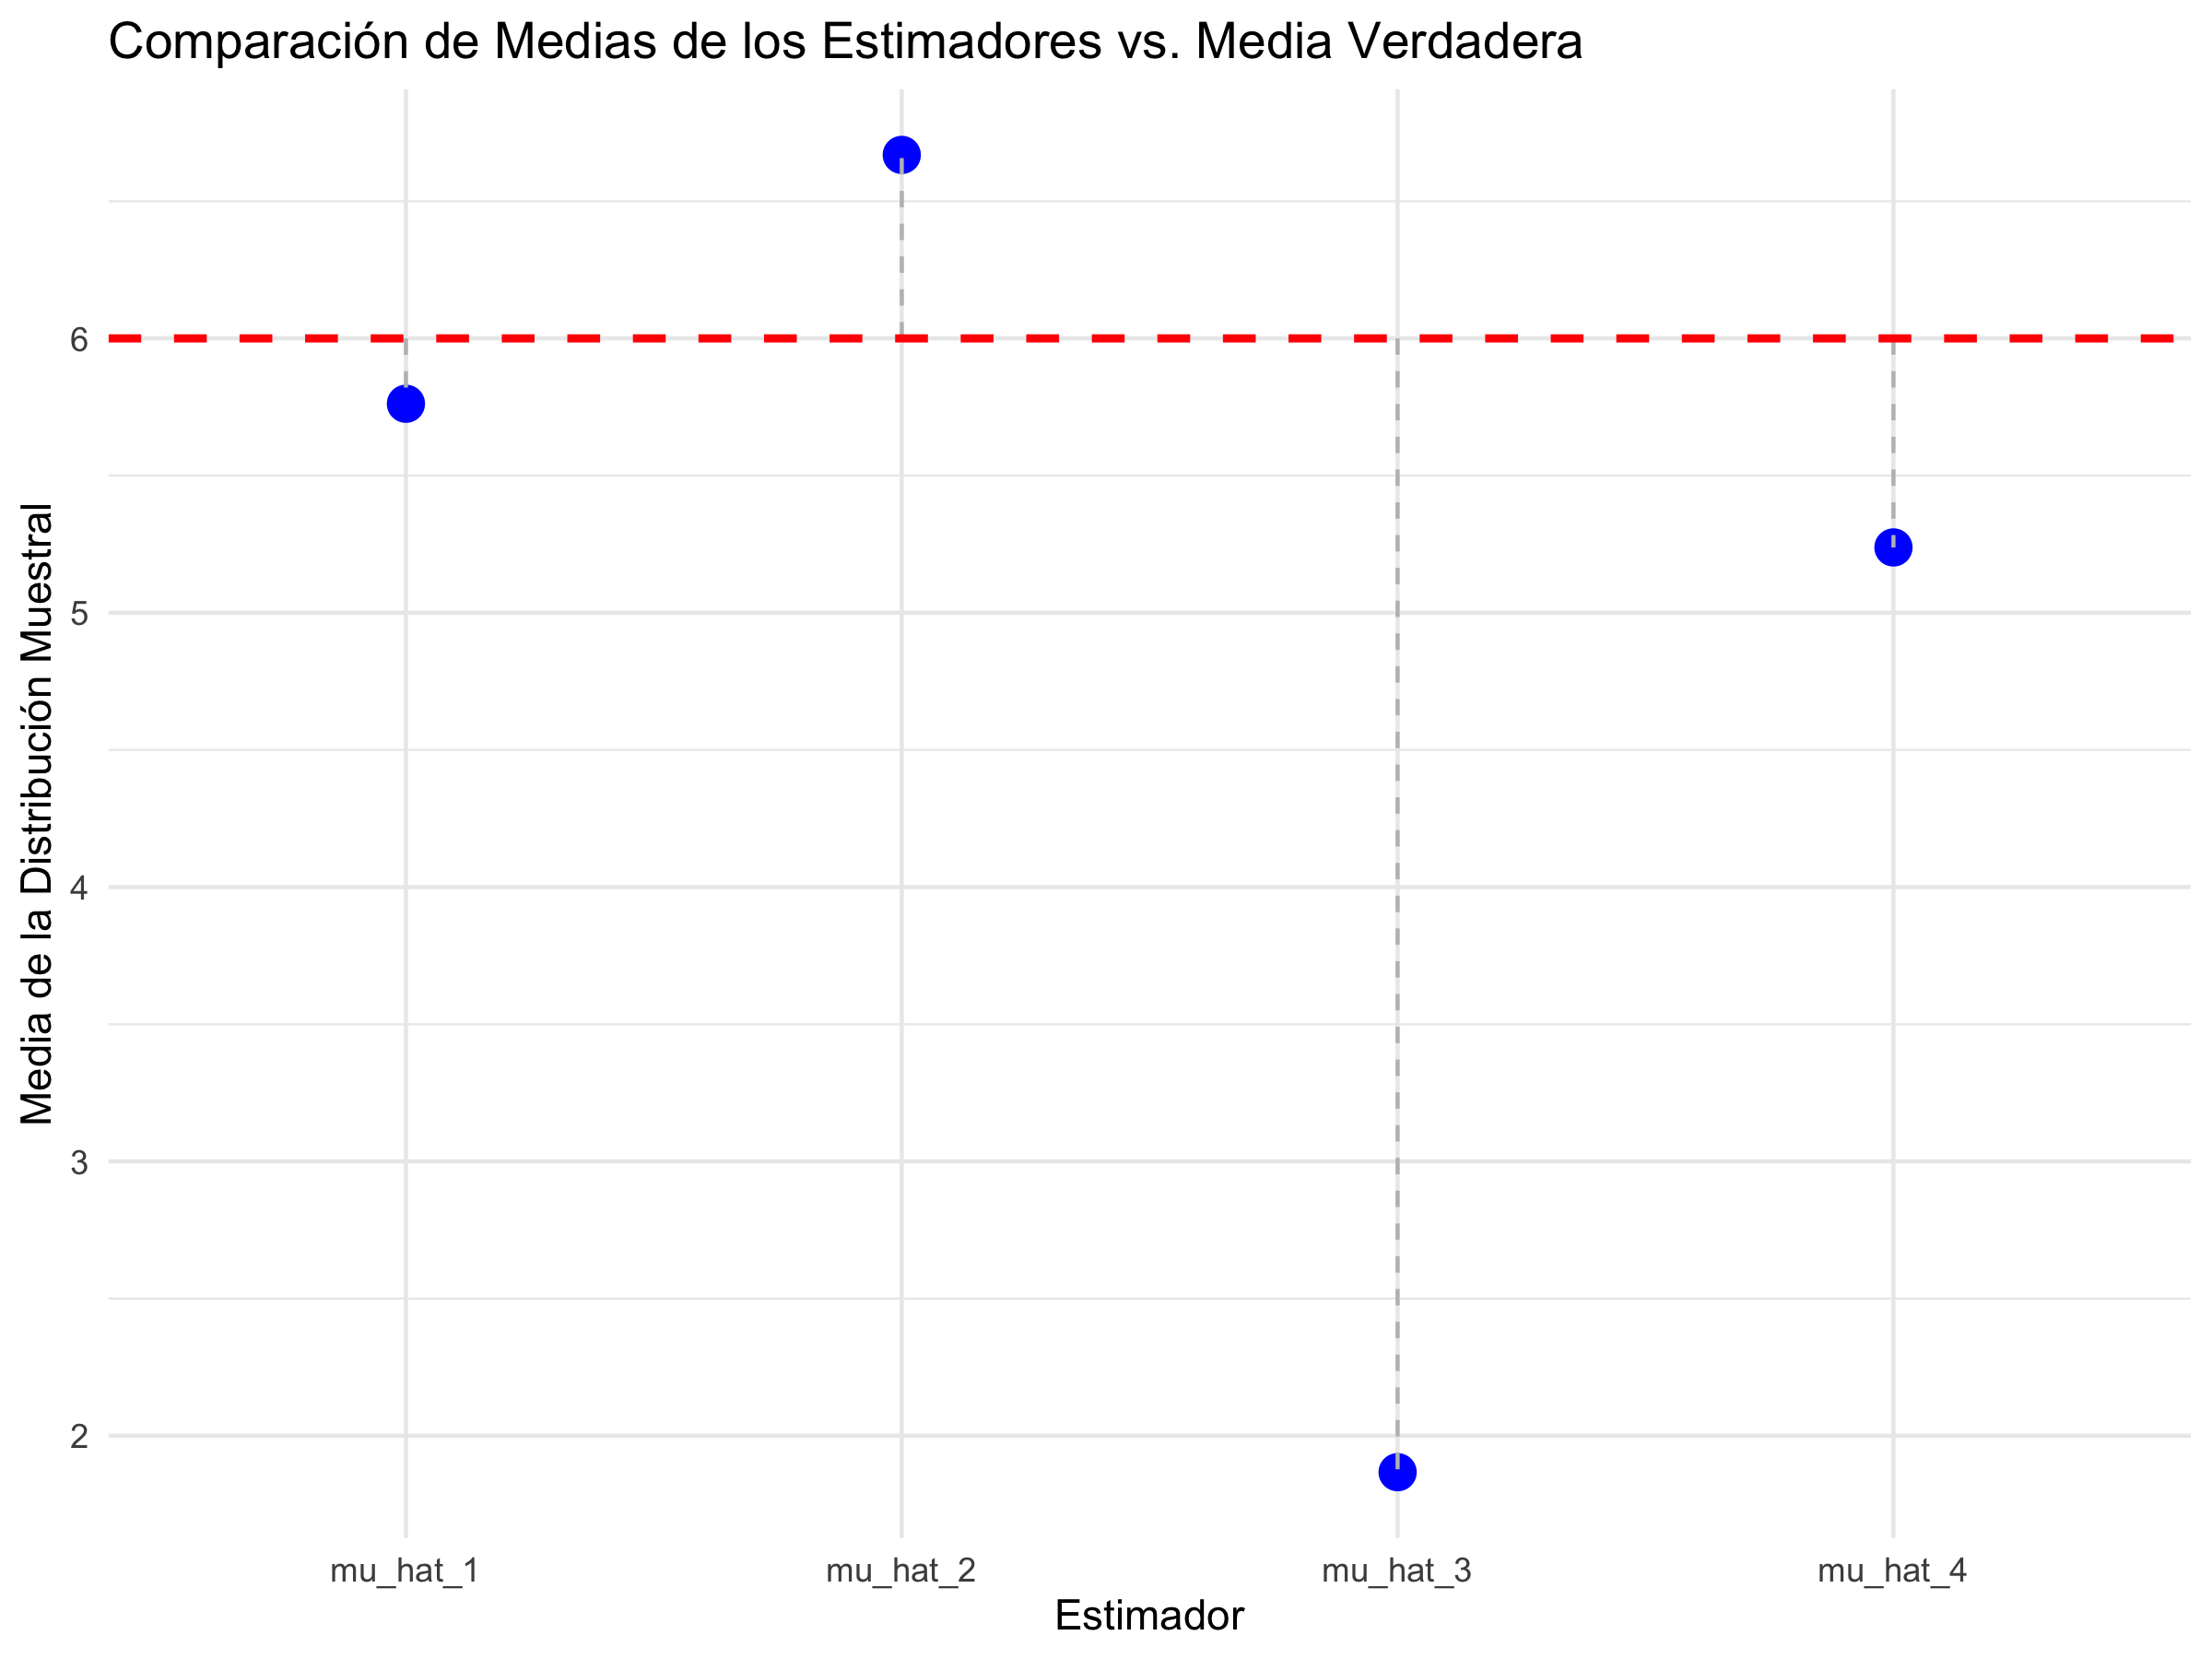 Comparación de Medias de los Estimadores vs. Media Verdadera
Media de la Distribución Muestral
6
5
4
3
2
mu_hat_1
mu_hat_2
mu_hat_3
mu_hat_4
Estimador